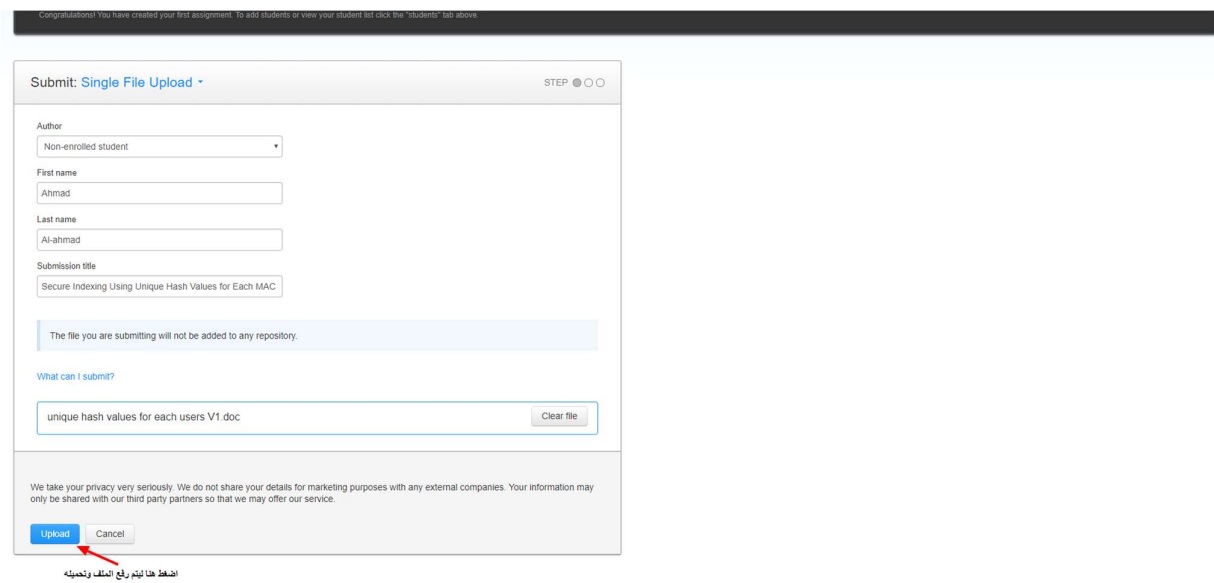 Congratulations! You have created your first assignment. To add students or view your student list click the "students" tab above.
Submit: Single File Upload
STEP
Author
Non-enrolled student
First name
Ahmad
Last name
Al-ahmad
Submission title
Secure Indexing Using Unique Hash Values for Each MAC
The file you are submitting will not be added to any repository.
What can I submit?
unique hash values for each users V1.doc
Clear file
We take your privacy very seriously. We do not share your details for marketing purposes with any external companies. Your information may
only be shared with our third party partners so that we may offer our service.
Upload
Cancel
اضغط هنا ليتم رفع الملف وتحميله